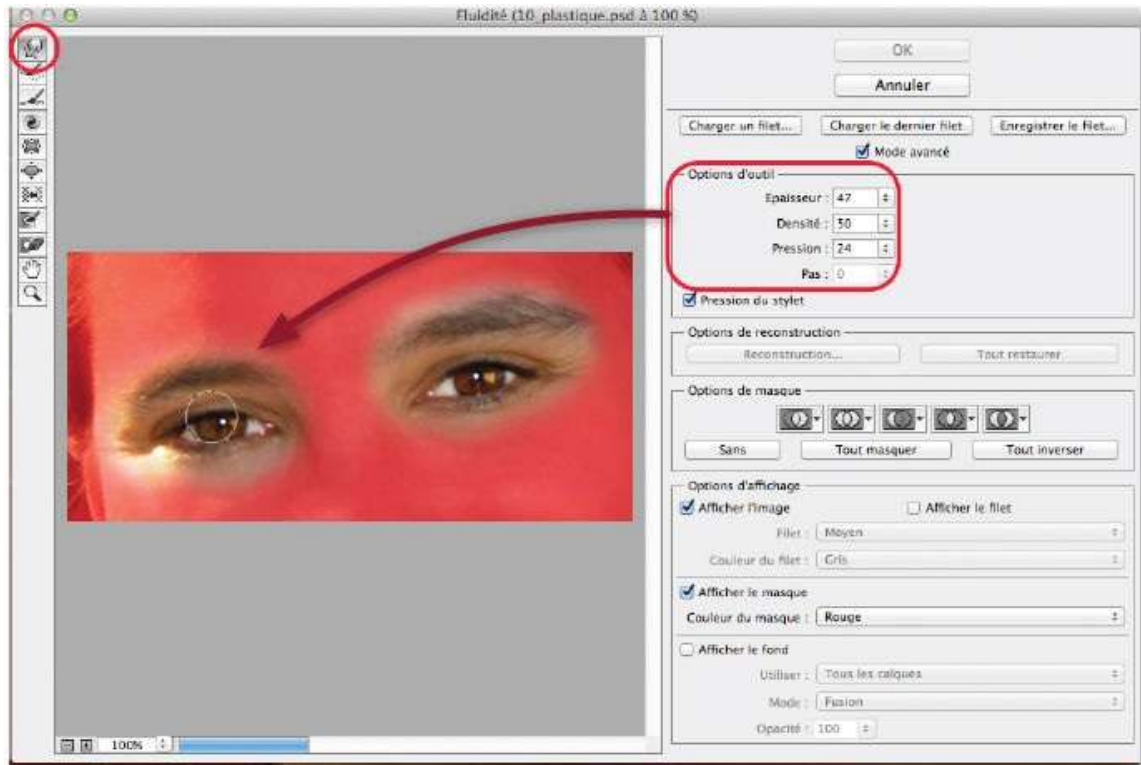 Fluidité (10_plastique.psd à 100 %)
OK
Annuler
Charger un filet...
Charger le dernier filet
Enregistrer le filet...
Mode avancé
Options d'outil
Epaisseur : 47
Densité : 50
Pression : 24
Pas : 0
Pression du stylet
Options de reconstruction
Reconstruction...
Tout restaurer
Options de masque
Sans
Tout masquer
Tout inverser
Options d'affichage
Afficher l'image
Afficher le filet
Filet : Moyen
Couleur du filet : Gris
Afficher le masque
Couleur du masque : Rouge
Afficher le fond
Utiliser : Tous les calques
Mode : Fusion
Opacité : 100
100%